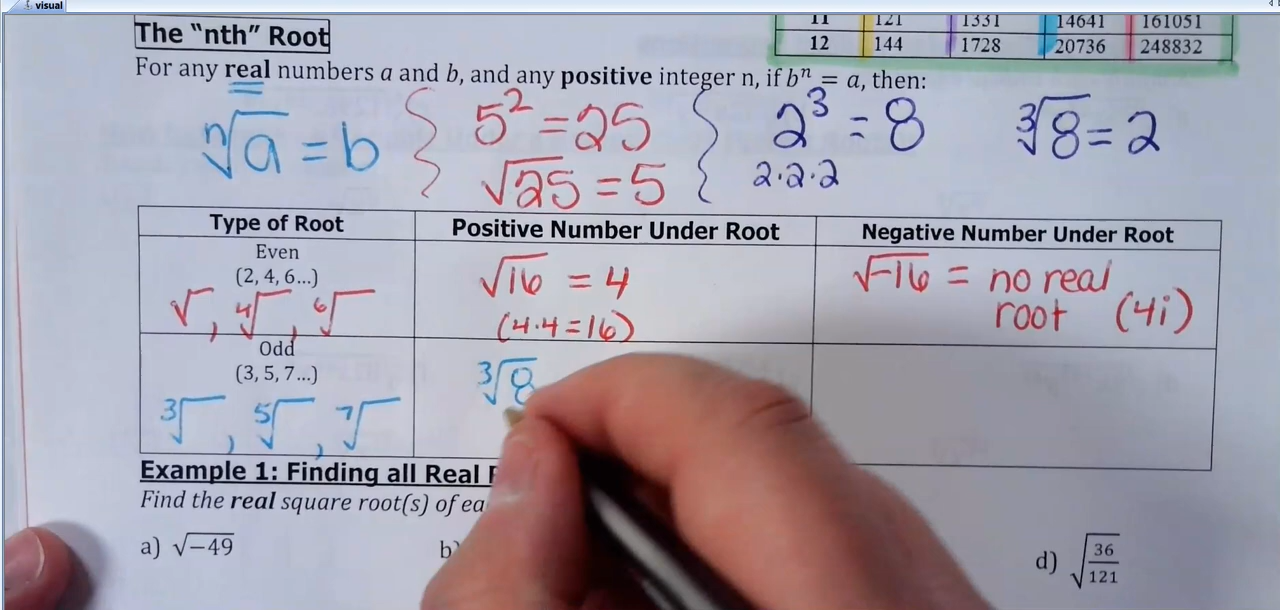 visual
The "nth" Root
11 121 1331 14641 161051
12 144 1728 20736 248832
For any real numbers a and b, and any positive integer n, if bⁿ = a, then:
ⁿ√a = b
5² = 25
√25 = 5
2³ = 8
2·2·2
³√8 = 2
Type of Root Positive Number Under Root Negative Number Under Root
Even
(2, 4, 6...)
√, ⁴√, ⁶√
√16 = 4
(4·4=16)
√-16 = no real
root (4i)
Odd
(3, 5, 7...)
³√, ⁵√, ⁷√
³√8
Example 1: Finding all Real
Find the real square root(s) of
a) √−49
b)
d) √36/121